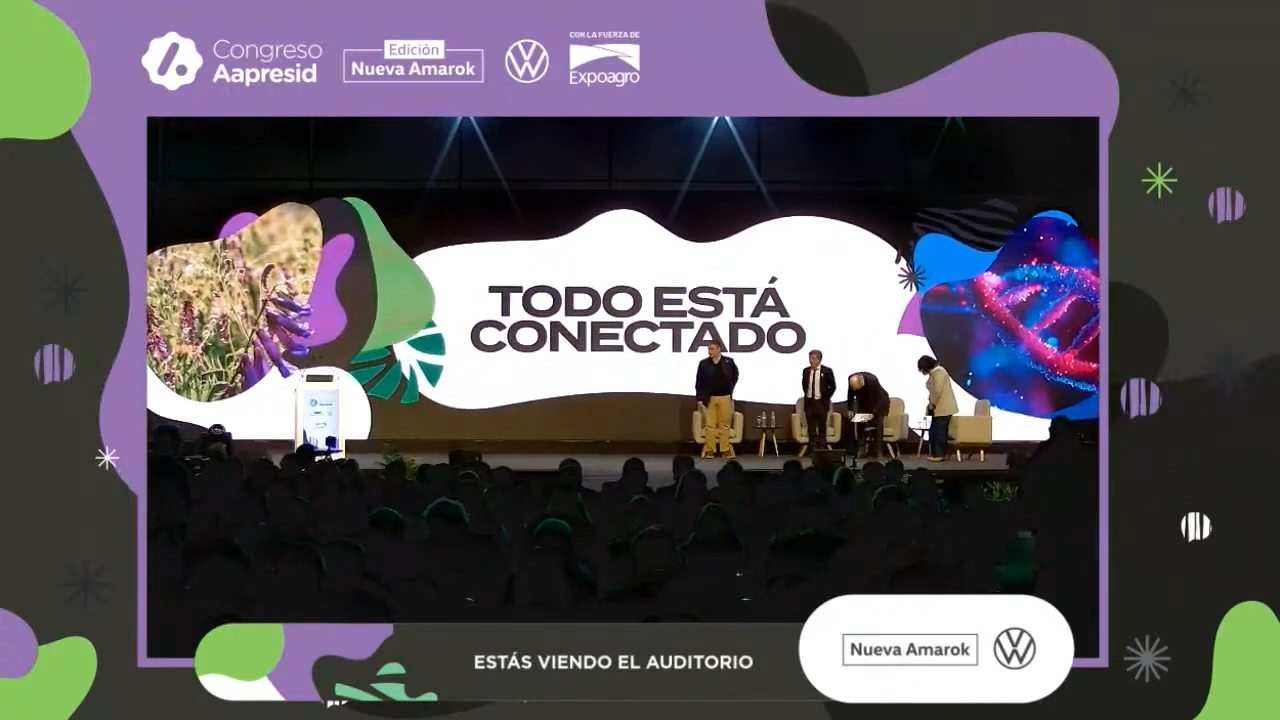 Congreso
Aapresid
Edición
Nueva Amarok
CON LA FUERZA DE
Expoagro
TODO ESTÁ
CONECTADO
ESTÁS VIENDO EL AUDITORIO
Nueva Amarok